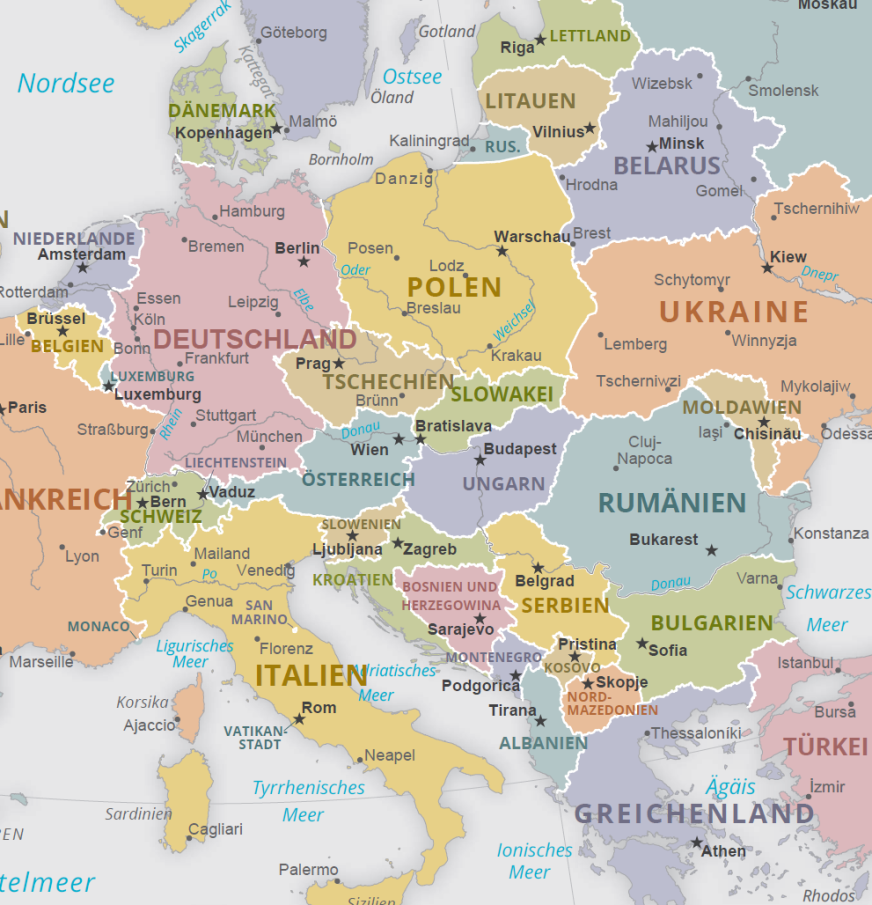 Moskau
Skagerrak
Göteborg
Gotland
LETTLAND
Riga
Nordsee
Kattegat
Ostsee
Öland
LITAUEN
Wizebsk
Smolensk
DÄNEMARK
Kopenhagen
Malmö
Vilnius
Mahiljou
Kaliningrad
RUS.
Minsk
BELARUS
Bornholm
Danzig
Hrodna
Gomel
Hamburg
Tschernihiw
N
NIEDERLANDE
Amsterdam
Bremen
Berlin
Posen
Warschau
Brest
Kiew
Oder
Lodz
Dnepr
Rotterdam
Essen
Leipzig
Elbe
POLEN
Schytomyr
Brüssel
Köln
Breslau
Weichsel
UKRAINE
Lille
BELGIEN
Bonn
DEUTSCHLAND
Frankfurt
Krakau
Lemberg
Winnyzja
LUXEMBURG
Luxemburg
Prag
TSCHECHIEN
Brünn
SLOWAKEI
Tscherniwzi
Mykolajiw
Paris
MOLDAWIEN
Straßburg
Rhein
Stuttgart
München
Donau
Wien
Bratislava
Iaşi
Chisinău
Odessa
Cluj-
Napoca
LIECHTENSTEIN
Budapest
ÖSTERREICH
UNGARN
Zürich
Vaduz
ANKREICH
Bern
SCHWEIZ
RUMÄNIEN
Genf
SLOWENIEN
Ljubljana
Zagreb
Bukarest
Konstanza
Lyon
Mailand
Turin
Po
Venedig
KROATIEN
BOSNIEN UND
HERZEGOWINA
Belgrad
Donau
Varna
Genua
SAN
MARINO
SERBIEN
Schwarzes
Meer
MONACO
Sarajevo
BULGARIEN
Ligurisches
Meer
Florenz
Pristina
Sofia
Marseille
MONTENEGRO
KOSOVO
Istanbul
ITALIEN
Adriatisches
Meer
Podgorica
Skopje
NORD-
MAZEDONIEN
Korsika
Ajaccio
Rom
Tirana
Bursa
VATIKAN-
STADT
ALBANIEN
Thessaloniki
TÜRKEI
Neapel
Tyrrhenisches
Meer
Ägäis
İzmir
Sardinien
GREICHENLAND
EN
Cagliari
Ionisches
Meer
Athen
telmeer
Palermo
Sizilien
Rhodos